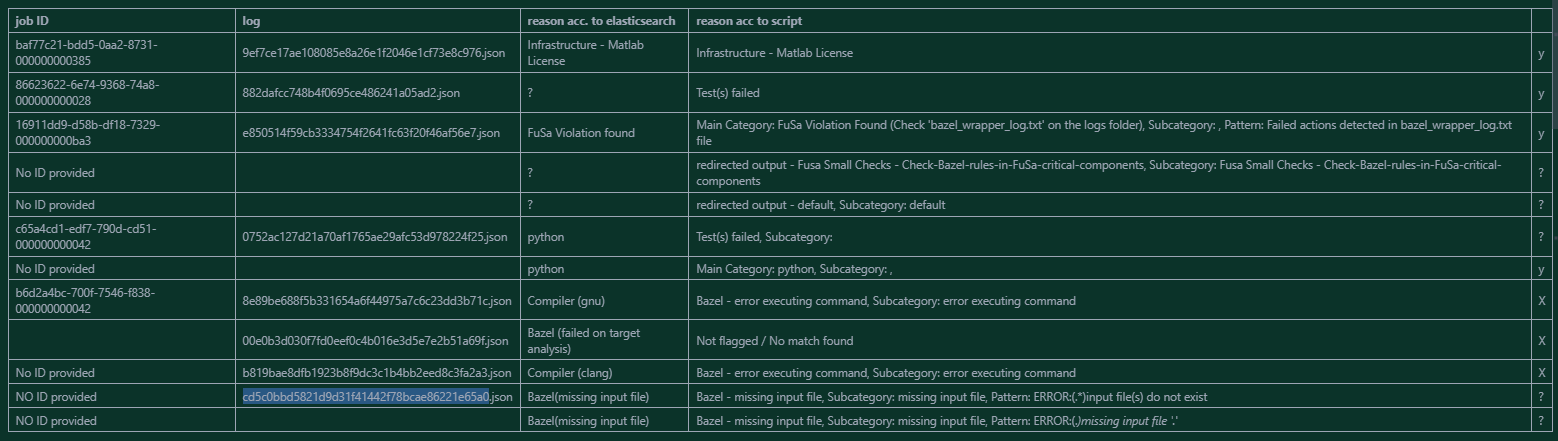 job ID log reason acc. to elasticsearch reason acc to script
baf77c21-bdd5-0aa2-8731-
000000000385
9ef7ce17ae108085e8a26e1f2046e1cf73e8c976.json
Infrastructure - Matlab
License
Infrastructure - Matlab License
y
86623622-6e74-9368-74a8-
000000000028
882dafcc748b4f0695ce486241a05ad2.json
?
Test(s) failed
y
16911dd9-d58b-df18-7329-
000000000ba3
e850514f59cb3334754f2641fc63f20f46af56e7.json
FuSa Violation found
Main Category: FuSa Violation Found (Check 'bazel_wrapper_log.txt' on the logs folder), Subcategory: , Pattern: Failed actions detected in bazel_wrapper_log.txt
file
y
No ID provided
?
redirected output - Fusa Small Checks - Check-Bazel-rules-in-FuSa-critical-components, Subcategory: Fusa Small Checks - Check-Bazel-rules-in-FuSa-critical-
components
?
No ID provided
?
redirected output - default, Subcategory: default
?
c65a4cd1-edf7-790d-cd51-
000000000042
0752ac127d21a70af1765ae29afc53d978224f25.json
python
Test(s) failed, Subcategory:
?
No ID provided
python
Main Category: python, Subcategory: ,
y
b6d2a4bc-700f-7546-f838-
000000000042
8e89be688f5b331654a6f44975a7c6c23dd3b71c.json
Compiler (gnu)
Bazel - error executing command, Subcategory: error executing command
X
00e0b3d030f7fd0eef0c4b016e3d5e7e2b51a69f.json
Bazel (failed on target
analysis)
Not flagged / No match found
X
No ID provided
b819bae8dfb1923b8f9dc3c1b4bb2eed8c3fa2a3.json
Compiler (clang)
Bazel - error executing command, Subcategory: error executing command
X
NO ID provided
cd5c0bbd5821d9d31f41442f78bcae86221e65a0.json
Bazel(missing input file)
Bazel - missing input file, Subcategory: missing input file, Pattern: ERROR:(.*)input file(s) do not exist
?
NO ID provided
Bazel(missing input file)
Bazel - missing input file, Subcategory: missing input file, Pattern: ERROR:(.)missing input file '.'
?